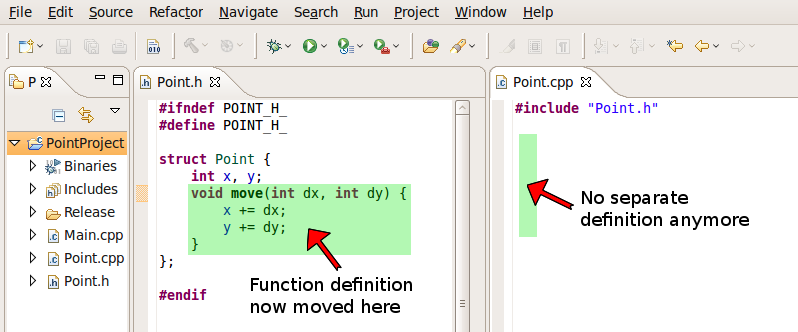 File Edit Source Refactor Navigate Search Run Project Window Help
010
P
Point.h
Point.cpp
PointProject
Binaries
Includes
Release
Main.cpp
Point.cpp
Point.h
#ifndef POINT_H_
#define POINT_H_
struct Point {
int x, y;
void move(int dx, int dy) {
x += dx;
y += dy;
}
};
#endif
Function definition
now moved here
#include "Point.h"
No separate
definition anymore